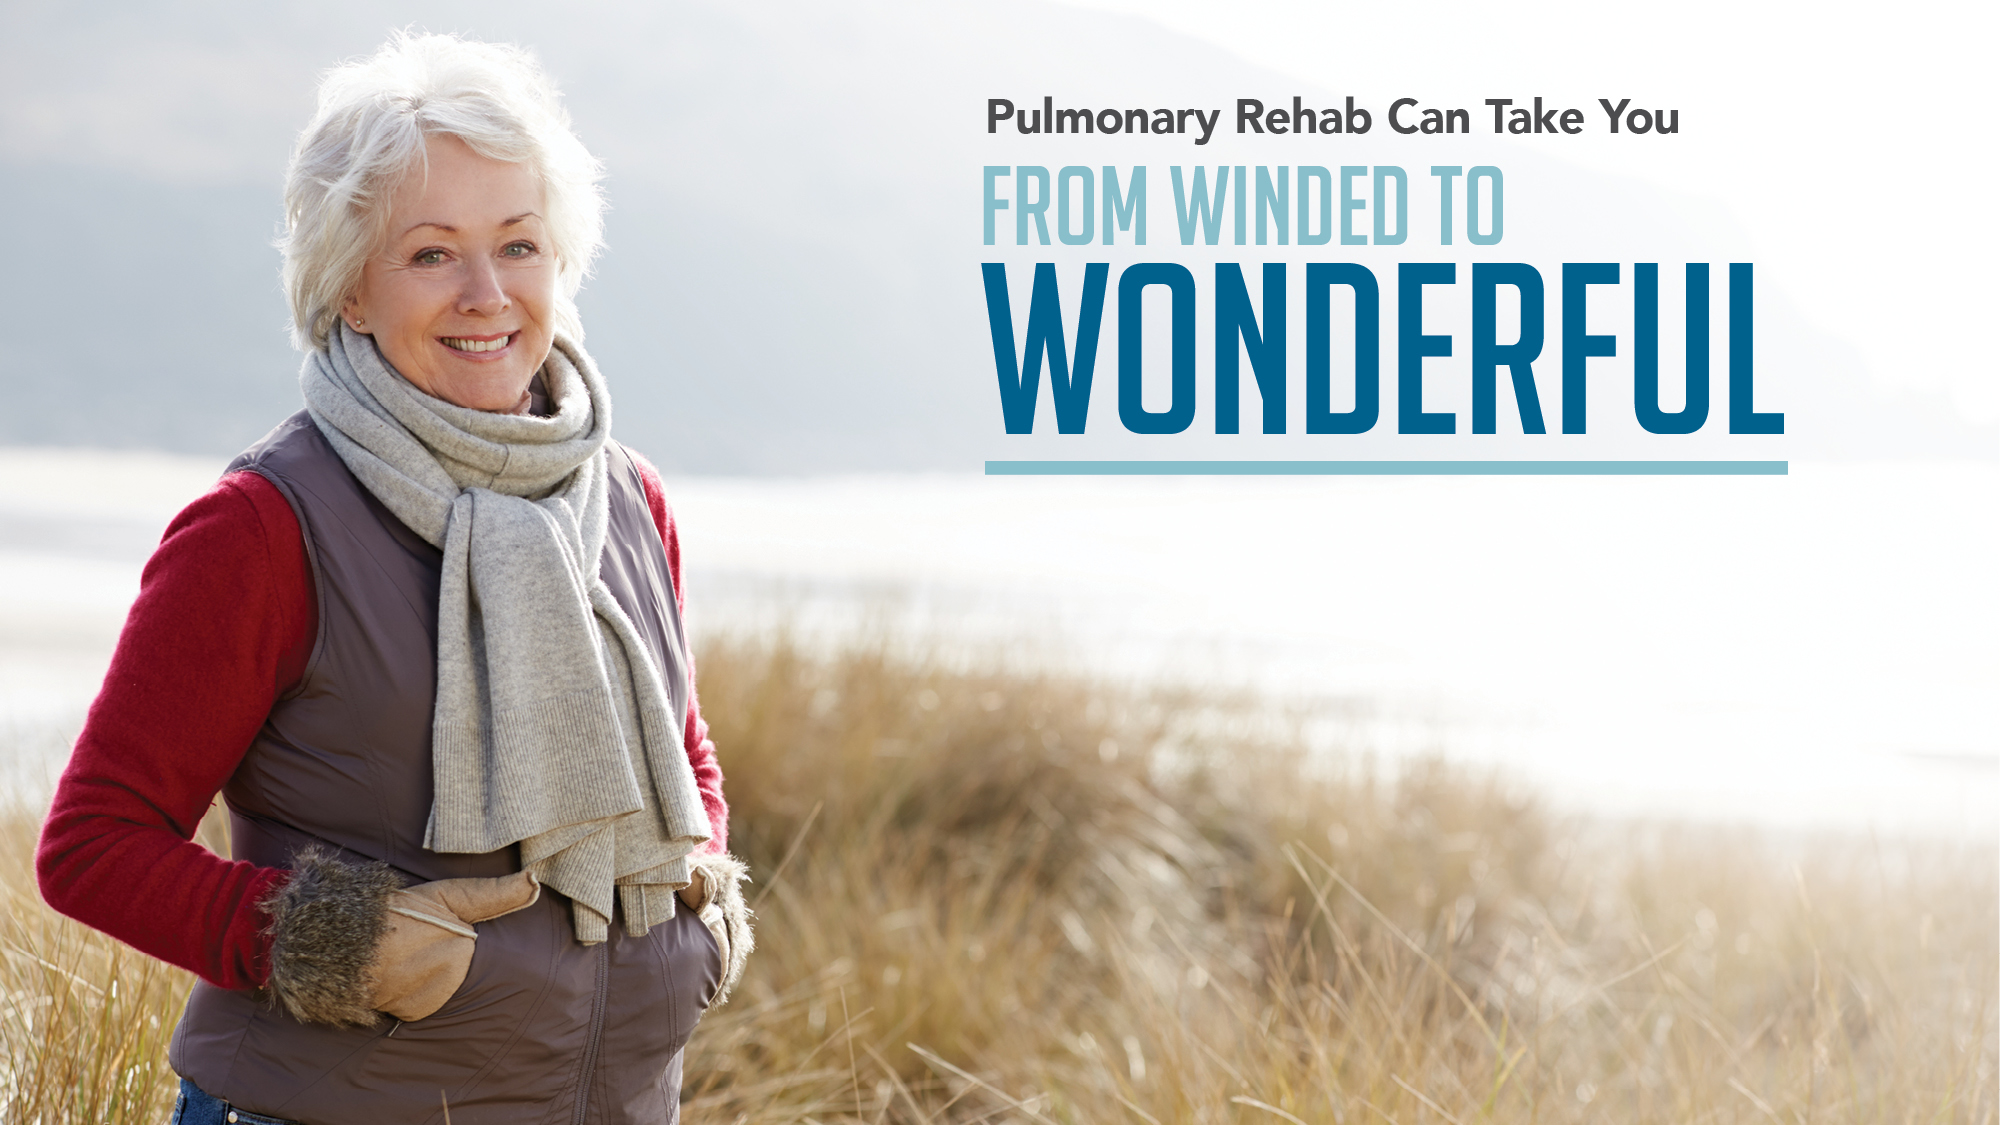 Pulmonary Rehab Can Take You
FROM WINDED TO
WONDERFUL